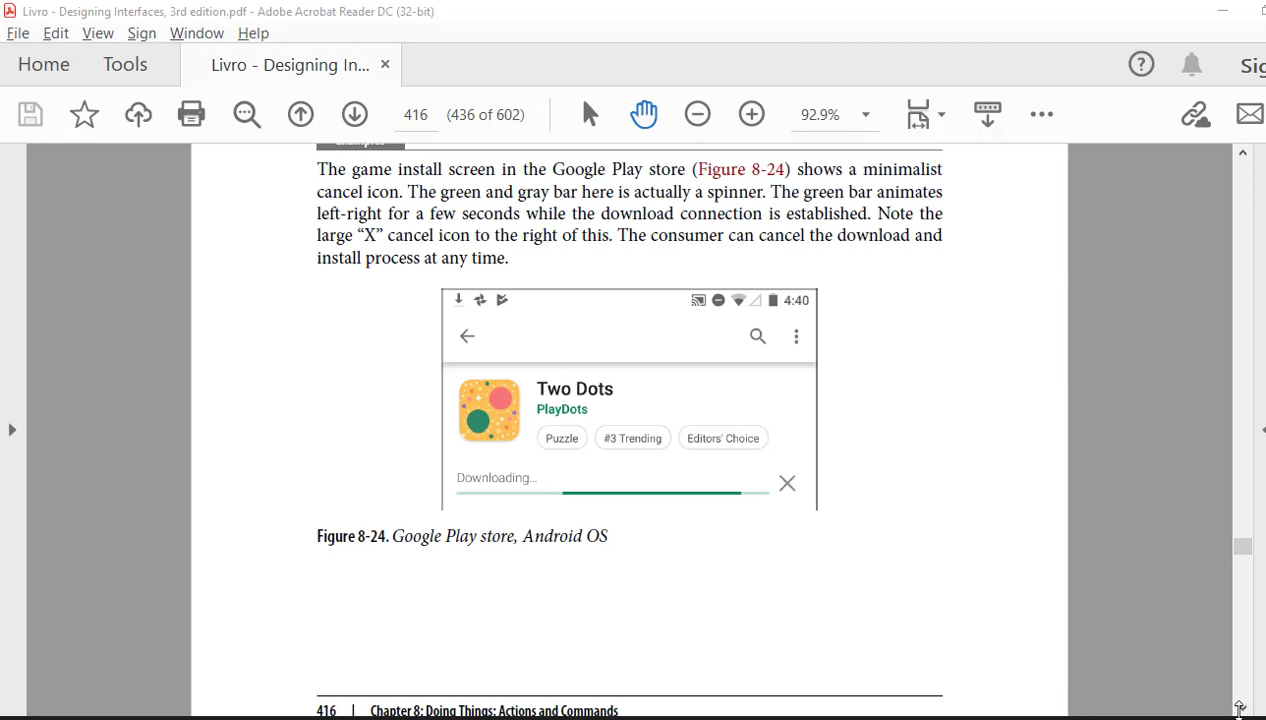 Livro - Designing Interfaces, 3rd edition.pdf - Adobe Acrobat Reader DC (32-bit)
File Edit View Sign Window Help
Home Tools Livro - Designing In... ×
416 (436 of 602) 92.9%
The game install screen in the Google Play store (Figure 8-24) shows a minimalist
cancel icon. The green and gray bar here is actually a spinner. The green bar animates
left-right for a few seconds while the download connection is established. Note the
large “X” cancel icon to the right of this. The consumer can cancel the download and
install process at any time.
4:40
Two Dots
PlayDots
Puzzle #3 Trending Editors' Choice
Downloading...
Figure 8-24. Google Play store, Android OS
416 | Chapter 8: Doing Things: Actions and Commands